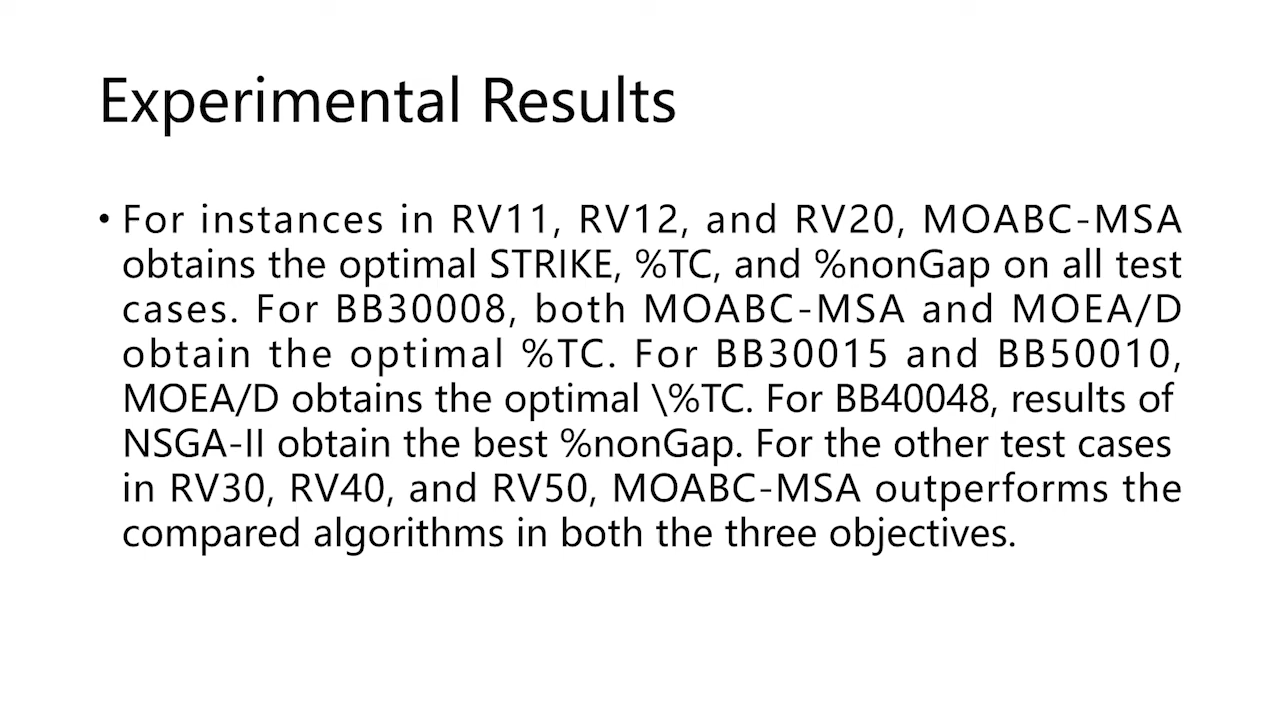 Experimental Results
• For instances in RV11, RV12, and RV20, MOABC-MSA
obtains the optimal STRIKE, %TC, and %nonGap on all test
cases. For BB30008, both MOABC-MSA and MOEA/D
obtain the optimal %TC. For BB30015 and BB50010,
MOEA/D obtains the optimal \%TC. For BB40048, results of
NSGA-II obtain the best %nonGap. For the other test cases
in RV30, RV40, and RV50, MOABC-MSA outperforms the
compared algorithms in both the three objectives.